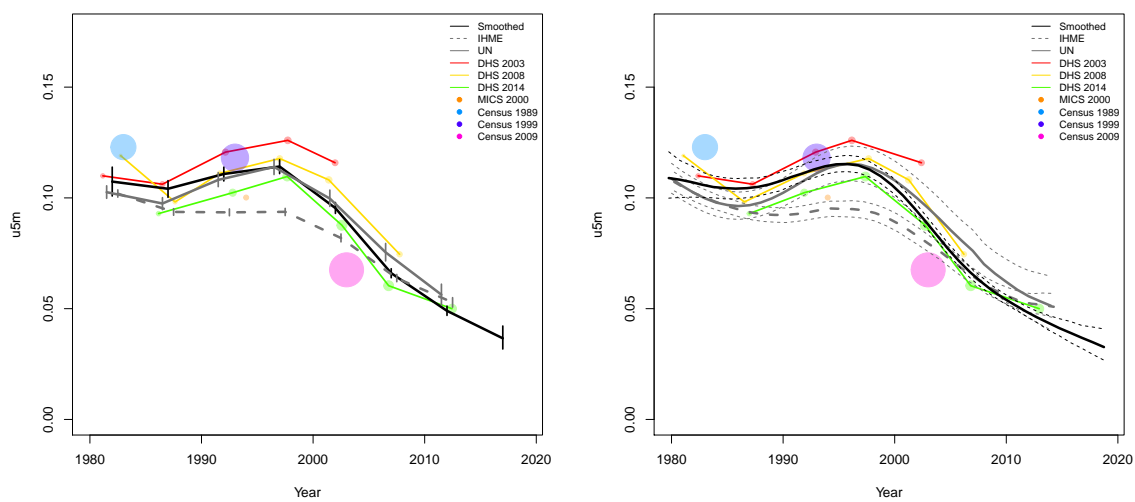 Smoothed
IHME
UN
DHS 2003
DHS 2008
DHS 2014
MICS 2000
Census 1989
Census 1999
Census 2009
u5m
0.15
0.10
0.05
0.00
1980 1990 2000 2010 2020
Year
Smoothed
IHME
UN
DHS 2003
DHS 2008
DHS 2014
MICS 2000
Census 1989
Census 1999
Census 2009
u5m
0.15
0.10
0.05
0.00
1980 1990 2000 2010 2020
Year